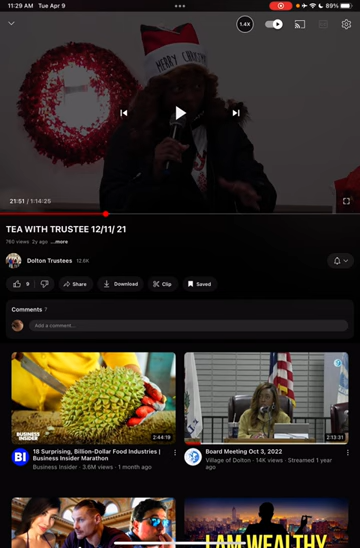 11:29 AM Tue Apr 9
89%
1.4X
MERRY CHRISTMAS
21:51 / 1:14:25
TEA WITH TRUSTEE 12/11/ 21
760 views 2y ago ...more
Dolton Trustees 12.6K
9
Share
Download
Clip
Saved
Comments 7
Add a comment...
BUSINESS
INSIDER
2:44:19
2:13:31
BI
18 Surprising, Billion-Dollar Food Industries |
Business Insider Marathon
Business Insider · 3.6M views · 1 month ago
Board Meeting Oct 3, 2022
Village of Dolton · 14K views · Streamed 1 year
ago
I AM WEALTHY